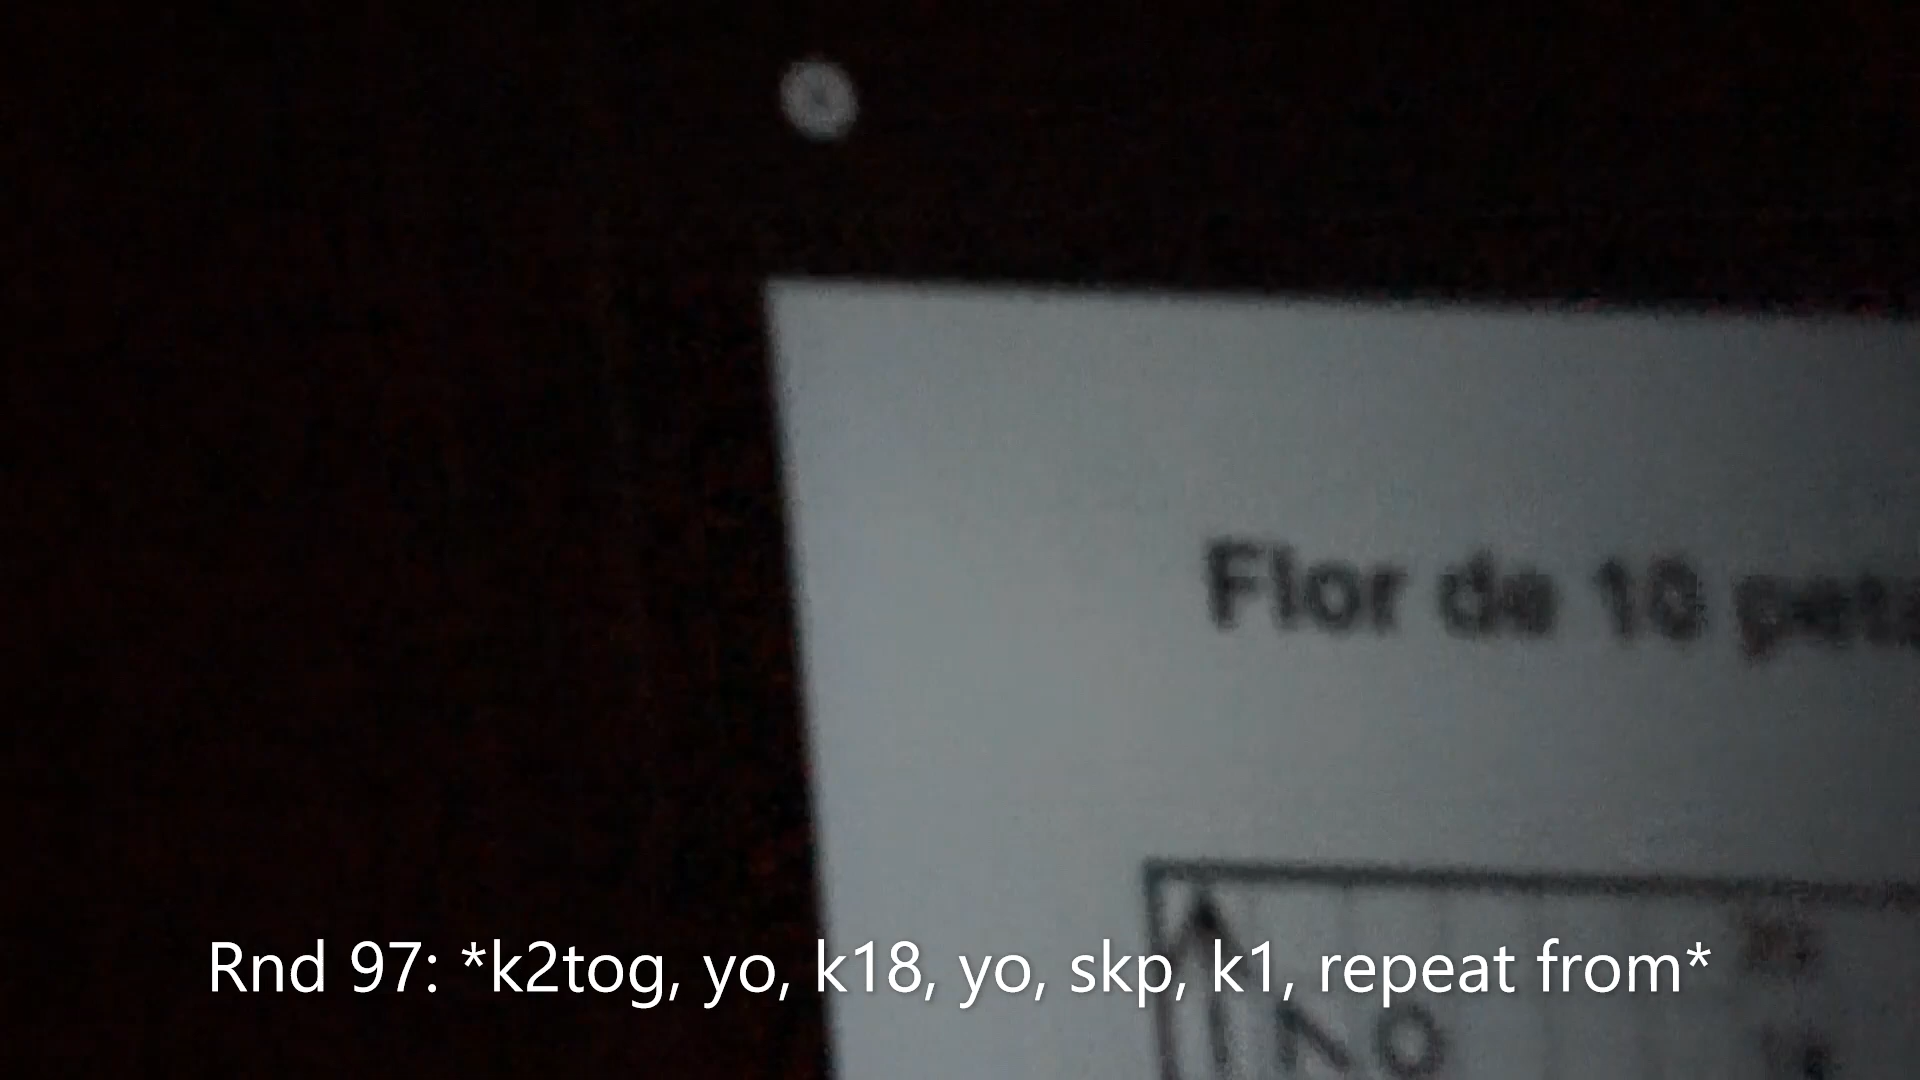 Flor de 10
Rnd 97: *k2tog, yo, k18, yo, skp, k1, repeat from*